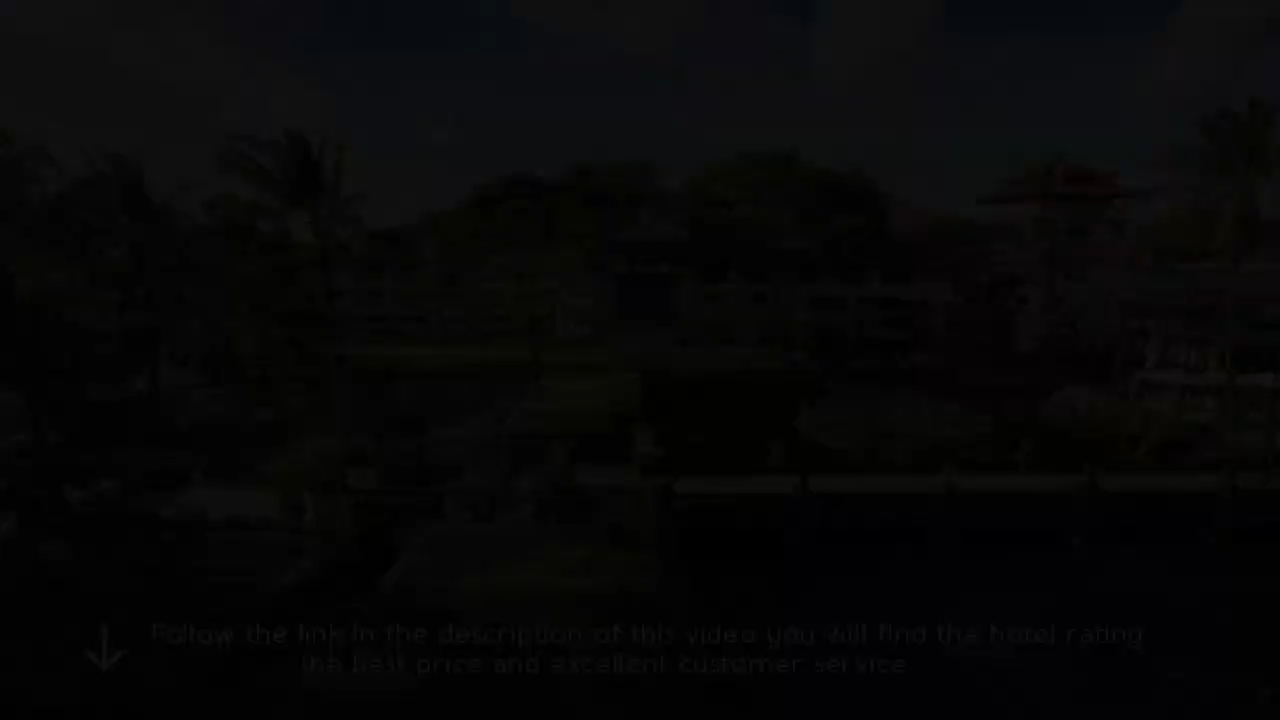 Follow the link in the description of this video you will find the hotel rating
the best price and excellent customer service